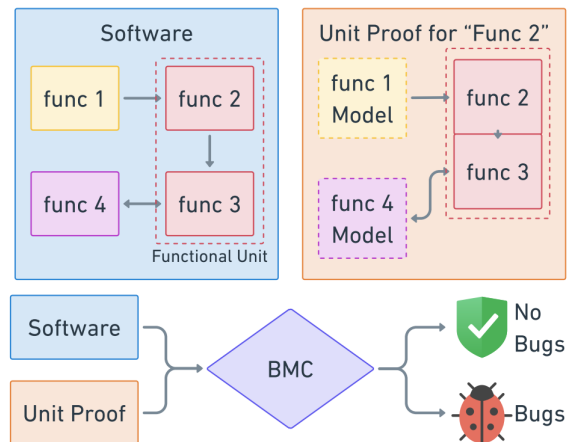 Software
func 1
func 2
func 4
func 3
Functional Unit
Unit Proof for “Func 2”
func 1
Model
func 2
func 3
func 4
Model
Software
Unit Proof
BMC
No
Bugs
Bugs